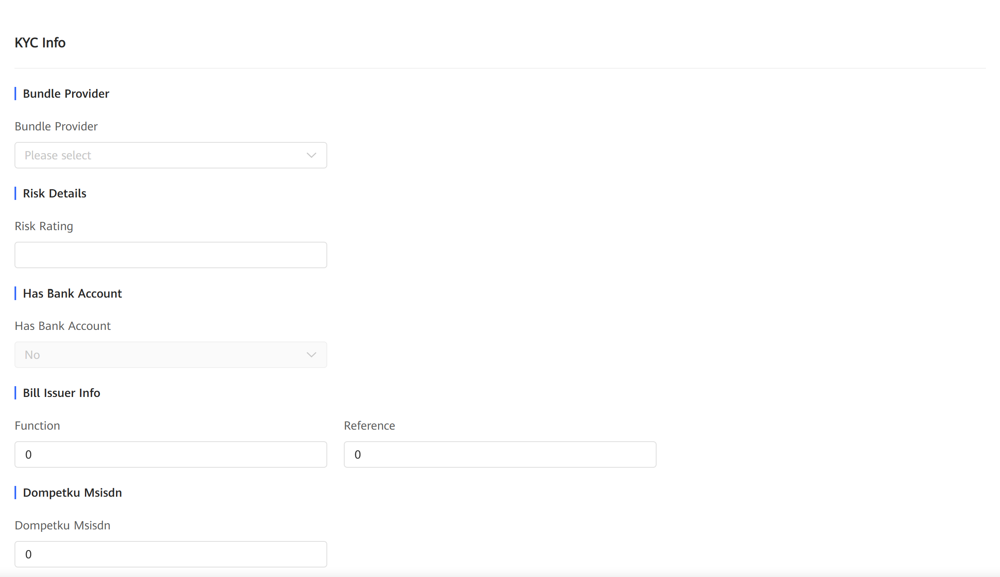 KYC Info
Bundle Provider
Bundle Provider
Please select
Risk Details
Risk Rating
Has Bank Account
Has Bank Account
No
Bill Issuer Info
Function
Reference
0
0
Dompetku Msisdn
Dompetku Msisdn
0